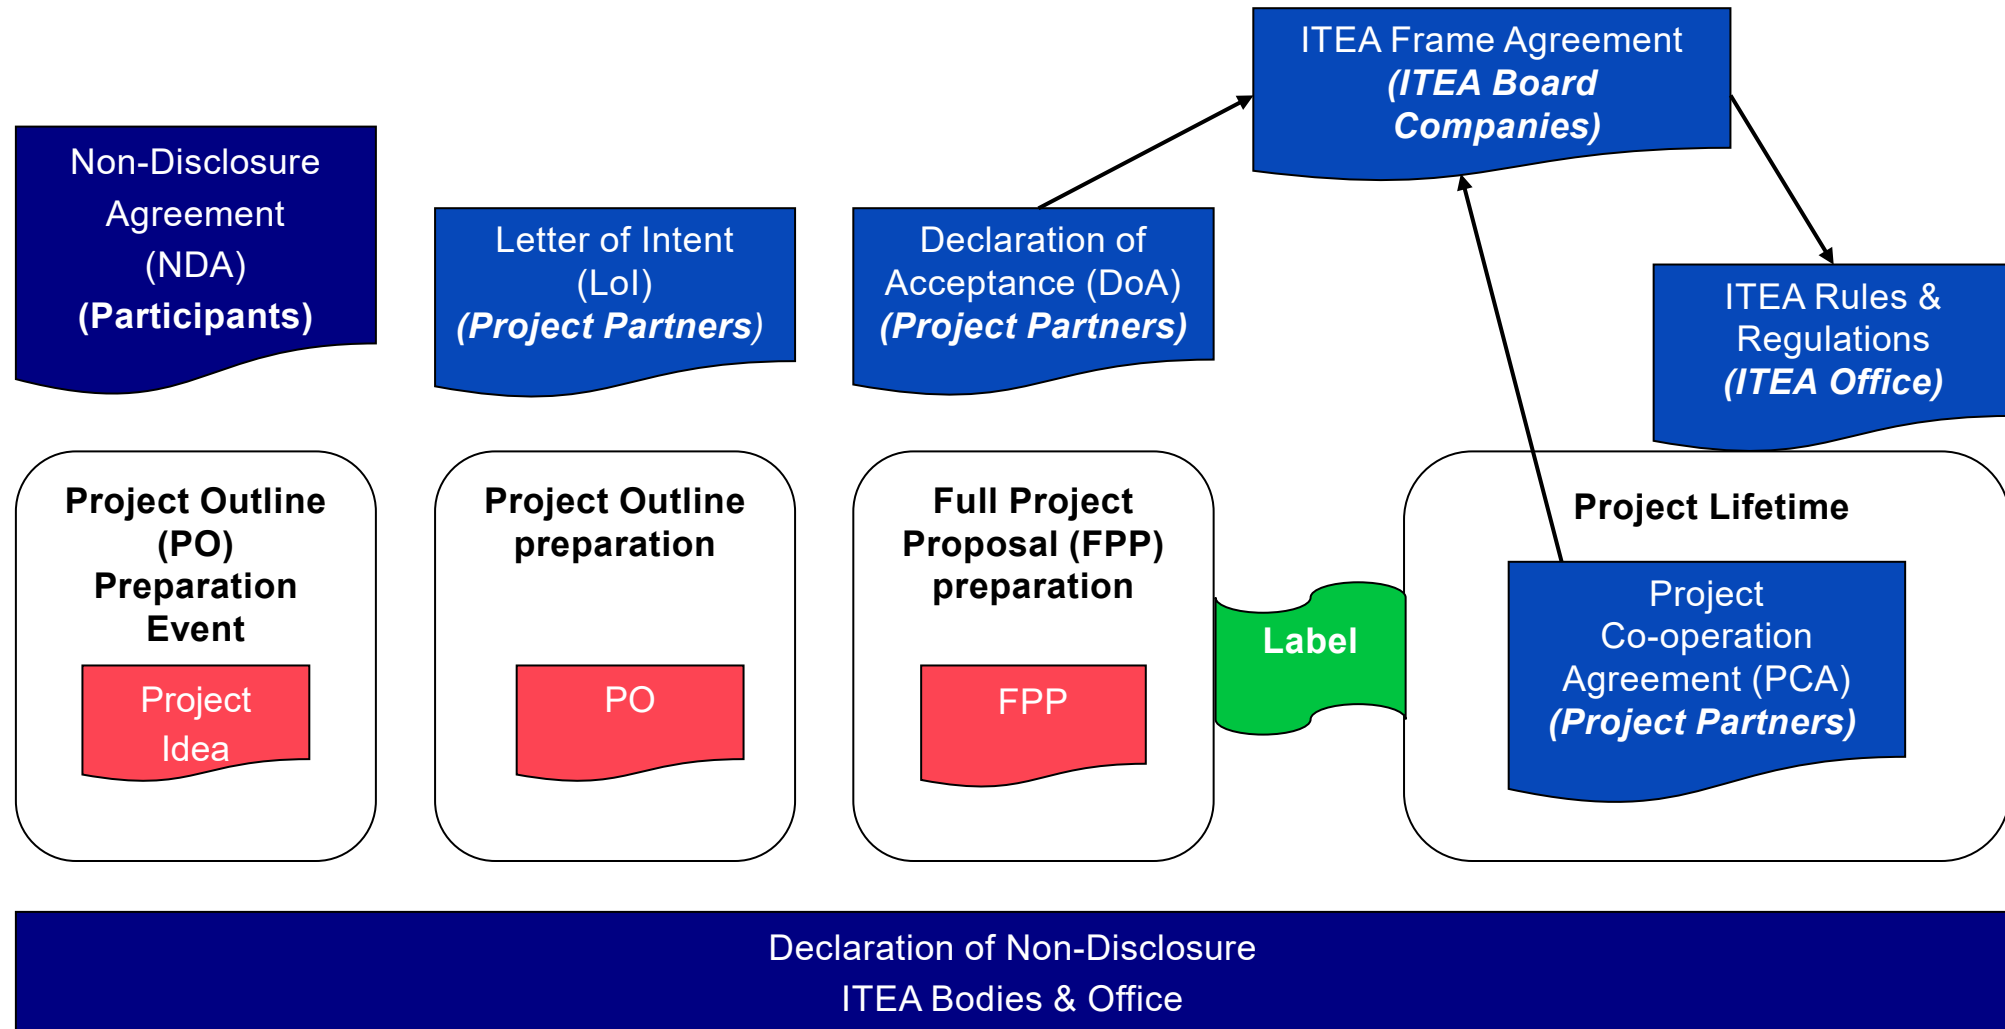 ITEA Frame Agreement
(ITEA Board
Companies)
Non-Disclosure
Agreement
(NDA)
(Participants)
Letter of Intent
(LoI)
(Project Partners)
Declaration of
Acceptance (DoA)
(Project Partners)
ITEA Rules &
Regulations
(ITEA Office)
Project Outline
(PO)
Preparation
Event
Project
Idea
Project Outline
preparation
PO
Full Project
Proposal (FPP)
preparation
FPP
Label
Project Lifetime
Project
Co-operation
Agreement (PCA)
(Project Partners)
Declaration of Non-Disclosure
ITEA Bodies & Office